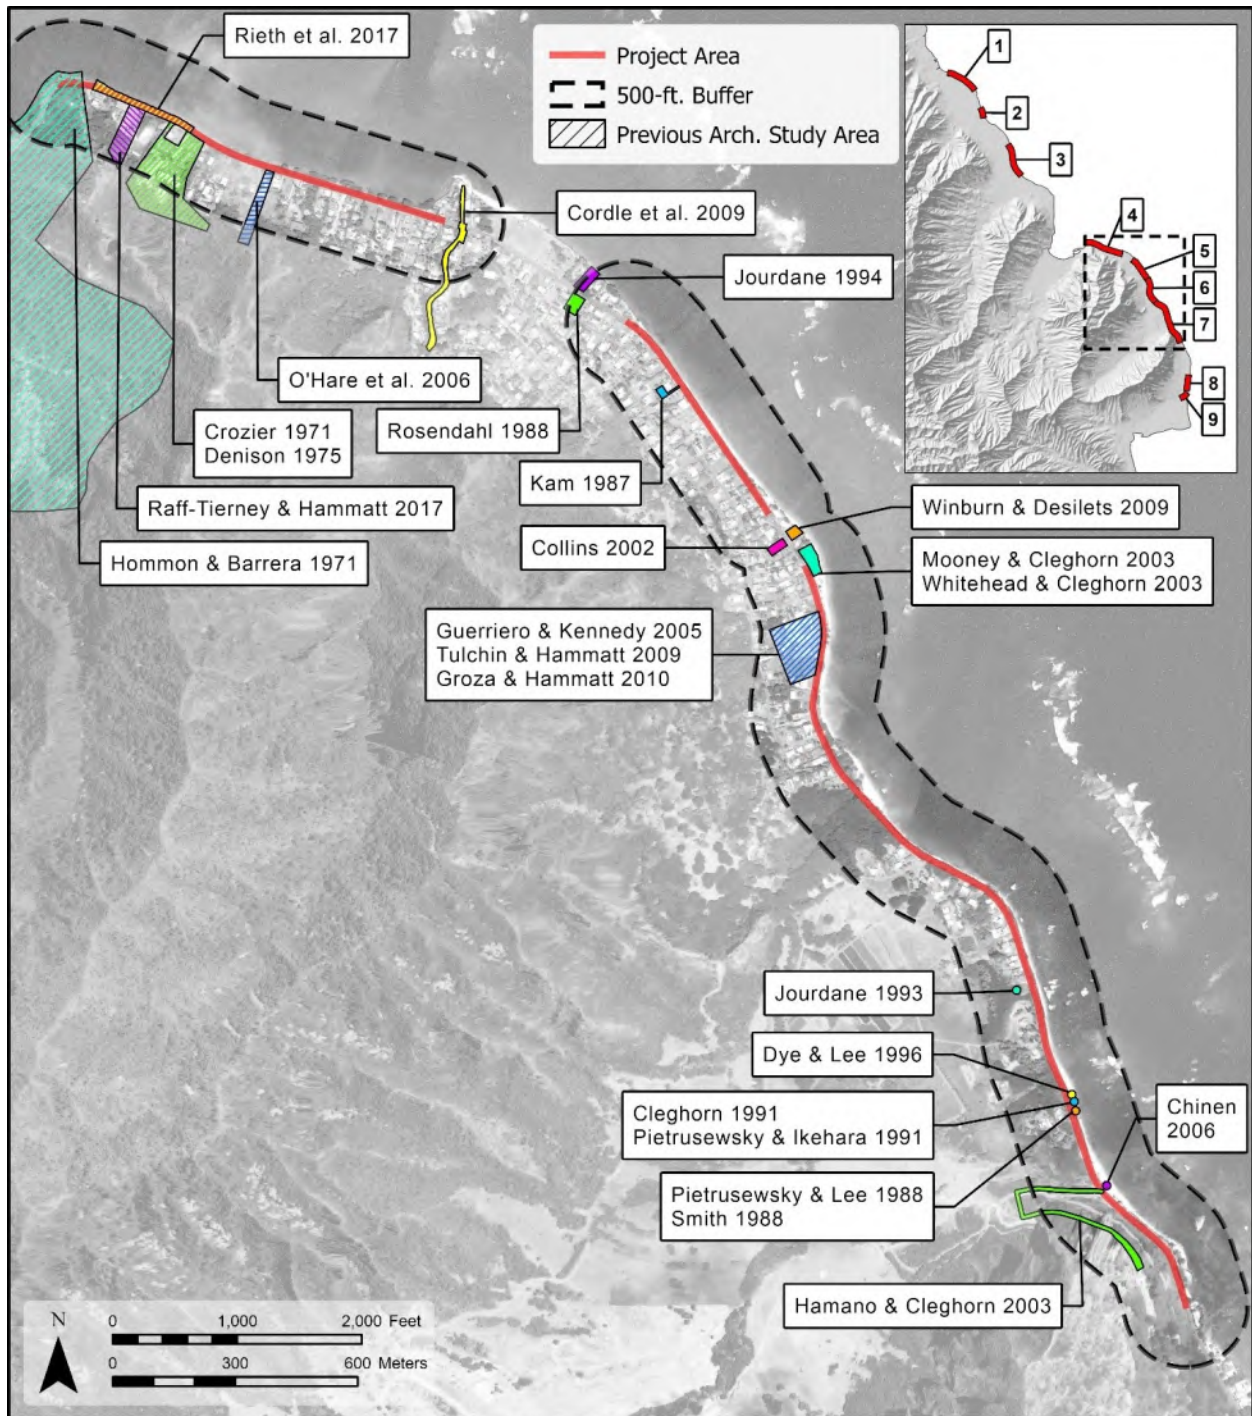 Rieth et al. 2017
Project Area
500-ft. Buffer
Previous Arch. Study Area
1
2
3
4
5
6
7
8
9
Cordle et al. 2009
Jourdane 1994
O'Hare et al. 2006
Rosendahl 1988
Crozier 1971
Denison 1975
Kam 1987
Raff-Tierney & Hammatt 2017
Winburn & Desilets 2009
Collins 2002
Mooney & Cleghorn 2003
Whitehead & Cleghorn 2003
Hommon & Barrera 1971
Guerriero & Kennedy 2005
Tulchin & Hammatt 2009
Groza & Hammatt 2010
Jourdane 1993
Dye & Lee 1996
Cleghorn 1991
Pietrusewsky & Ikehara 1991
Chinen
2006
Pietrusewsky & Lee 1988
Smith 1988
Hamano & Cleghorn 2003
N
0 1,000 2,000 Feet
0 300 600 Meters